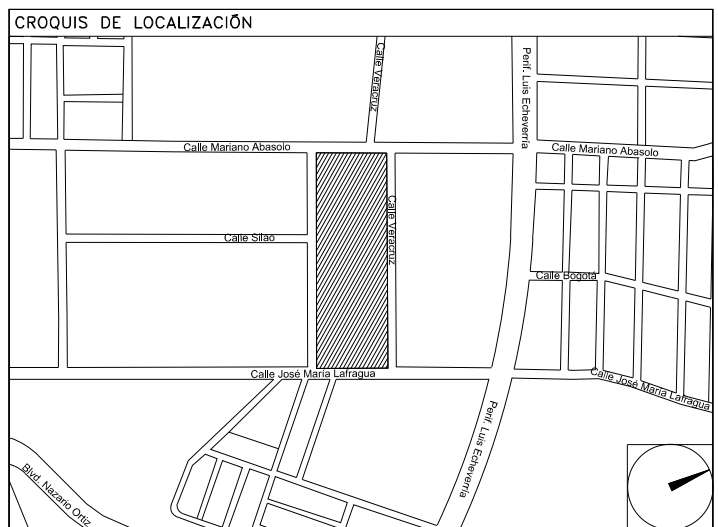 CROQUIS DE LOCALIZACIÓN
Calle Veracruz
Perif. Luis Echeverría
Calle Mariano Abasolo
Calle Mariano Abasolo
Calle Silao
Calle Veracruz
Calle Bogotá
Calle José María Lafragua
Calle José María Lafragua
Perif. Luis Echeverría
Blvd. Nazario Ortiz